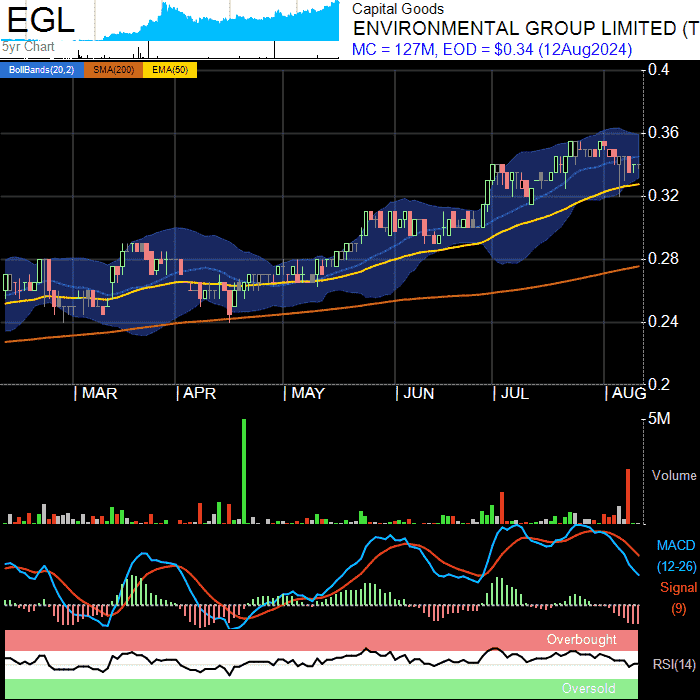 EGL
5yr Chart
Capital Goods
ENVIRONMENTAL GROUP LIMITED (T
MC = 127M, EOD = $0.34 (12Aug2024)
BollBands(20,2) SMA(200) EMA(50)
0.4
0.36
0.32
0.28
0.24
0.2
| MAR | APR | MAY | JUN | JUL | AUG
5M
Volume
MACD
(12-26)
Signal
(9)
Overbought
RSI(14)
Oversold